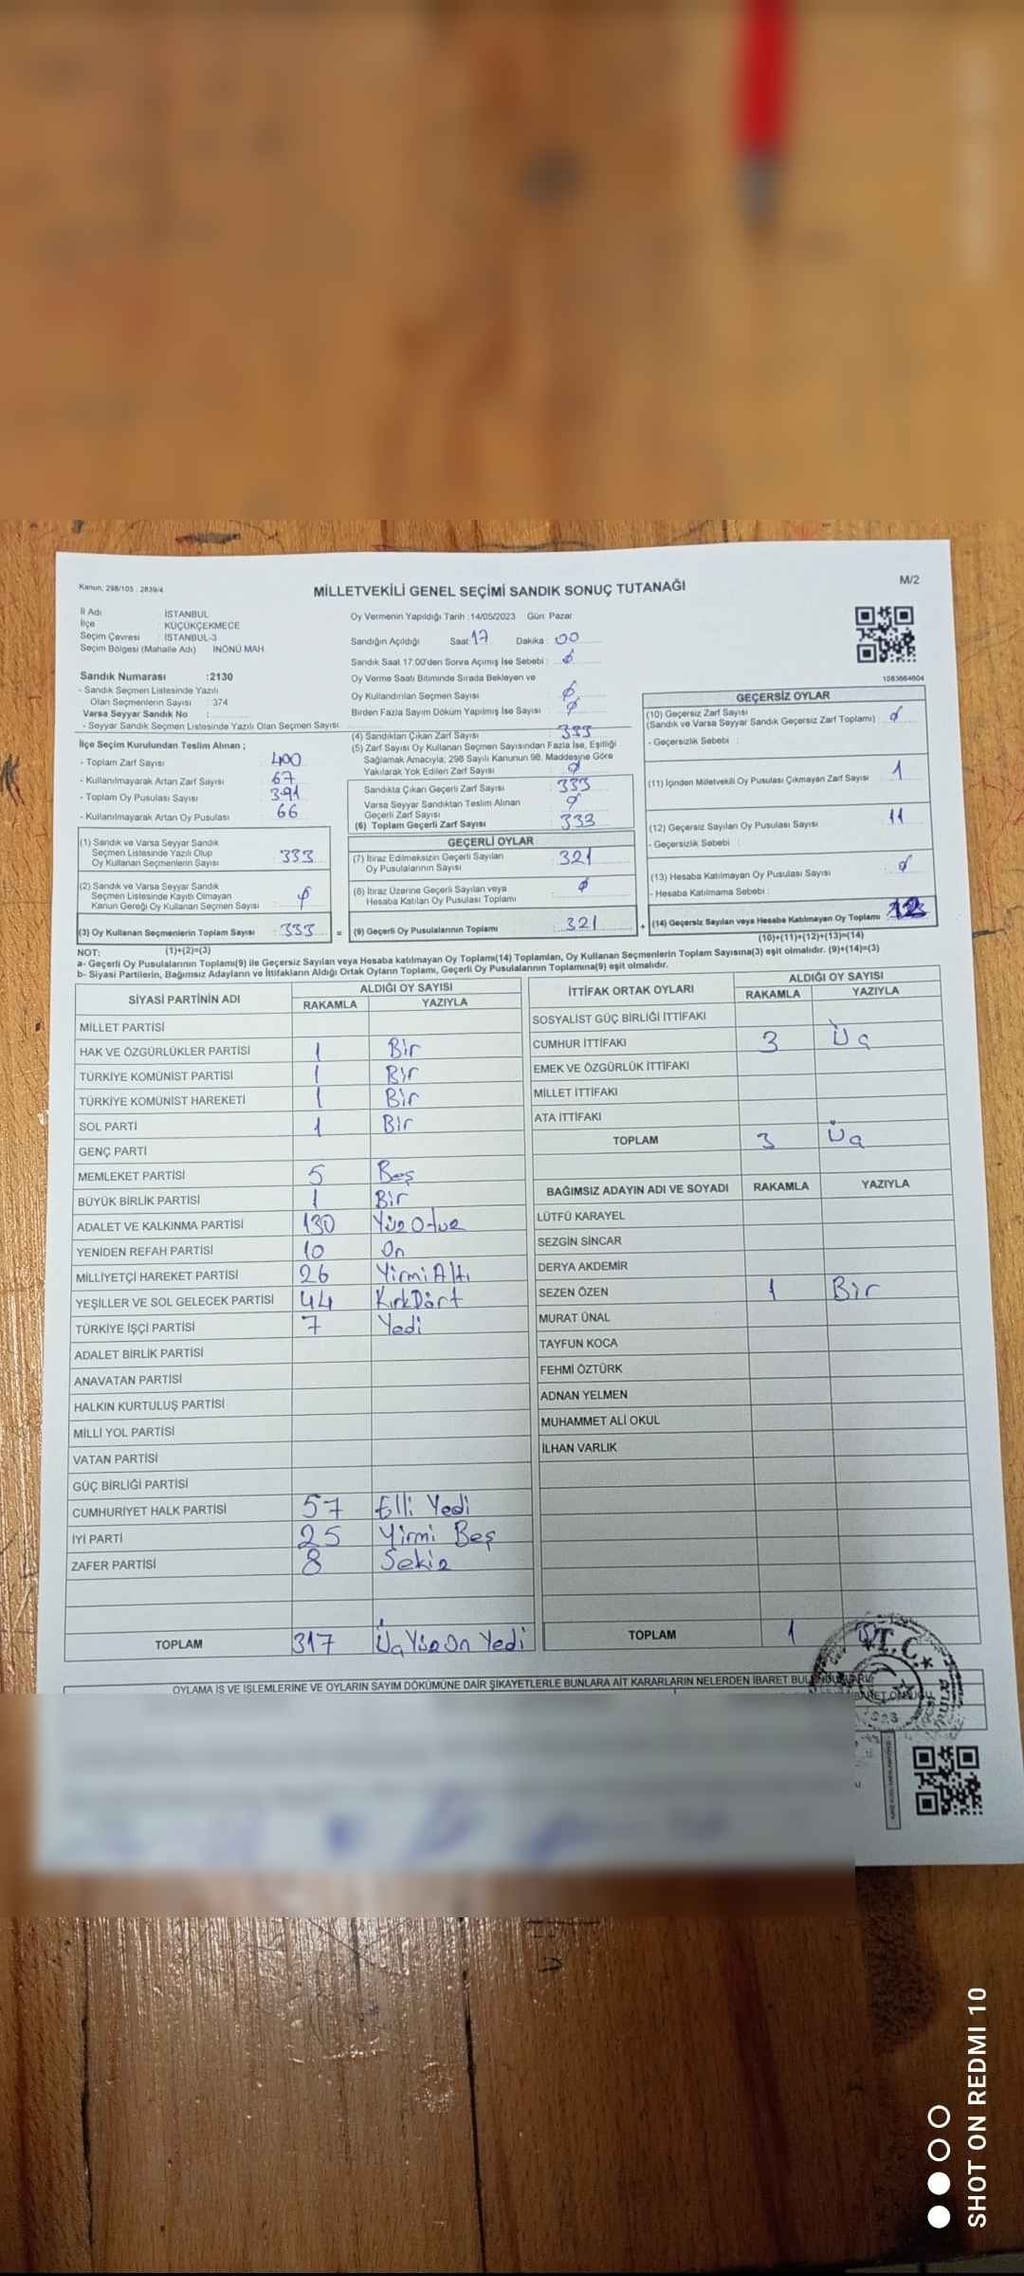 Kanun: 298/105 : 2839/4
M/2
MİLLETVEKİLİ GENEL SEÇİMİ SANDIK SONUÇ TUTANAĞI
İl Adı İSTANBUL
İlçe KÜÇÜKÇEKMECE
Seçim Çevresi : İSTANBUL-3
Seçim Bölgesi (Mahalle Adı) İNÖNÜ MAH.
Oy Vermenin Yapıldığı Tarih :14/05/2023 Gün: Pazar
Sandığın Açıldığı Saat 17 Dakika : 00
Sandık Saat 17:00'den Sonra Açımış İse Sebebi : ø
Oy Verme Saati Bitiminde Sırada Bekleyen ve
Oy Kullandırılan Seçmen Sayısı ø
Birden Fazla Sayım Döküm Yapılmış İse Sayısı ø
1083664604
Sandık Numarası :2130
- Sandık Seçmen Listesinde Yazılı
Olan Seçmenlerin Sayısı 374
Varsa Seyyar Sandık No
- Seyyar Sandık Seçmen Listesinde Yazılı Olan Seçmen Sayısı
İlçe Seçim Kurulundan Teslim Alınan ;
- Toplam Zarf Sayısı 400
- Kullanılmayarak Artan Zarf Sayısı 67
- Toplam Oy Pusulası Sayısı 391
- Kullanılmayarak Artan Oy Pusulası 66
(1) Sandık ve Varsa Seyyar Sandık
Seçmen Listesinde Yazılı Olup
Oy Kullanan Seçmenlerin Sayısı 333
(2) Sandık ve Varsa Seyyar Sandık
Seçmen Listesinde Kayıtlı Olmayan
Kanun Gereği Oy Kullanan Seçmen Sayısı ø
(3) Oy Kullanan Seçmenlerin Toplam Sayısı 333 =
NOT: (1)+(2)=(3)
(4) Sandıktan Çıkan Zarf Sayısı 333
(5) Zarf Sayısı Oy Kullanan Seçmen Sayısından Fazla İse, Eşitliği
Sağlamak Amacıyla; 298 Sayılı Kanunun 98. Maddesine Göre
Yakılarak Yok Edilen Zarf Sayısı ø
Sandıkta Çıkan Geçerli Zarf Sayısı 333
Varsa Seyyar Sandıktan Teslim Alınan
Geçerli Zarf Sayısı ø
(6) Toplam Geçerli Zarf Sayısı 333
GEÇERLİ OYLAR
(7) İtiraz Edilmeksizin Geçerli Sayılan
Oy Pusulalarının Sayısı 321
(8) İtiraz Üzerine Geçerli Sayılan veya
Hesaba Katılan Oy Pusulası Toplamı ø
(9) Geçerli Oy Pusulalarının Toplamı 321 +
GEÇERSİZ OYLAR
(10) Geçersiz Zarf Sayısı
(Sandık ve Varsa Seyyar Sandık Geçersiz Zarf Toplamı) ø
- Geçersizlik Sebebi :
(11) İçinden Milletvekili Oy Pusulası Çıkmayan Zarf Sayısı 1
(12) Geçersiz Sayılan Oy Pusulası Sayısı 11
- Geçersizlik Sebebi :
(13) Hesaba Katılmayan Oy Pusulası Sayısı ø
- Hesaba Katılmama Sebebi :
(14) Geçersiz Sayılan veya Hesaba Katılmayan Oy Toplamı 12
(10)+(11)+(12)+(13)=(14)
a- Geçerli Oy Pusulalarının Toplamı(9) ile Geçersiz Sayılan veya Hesaba katılmayan Oy Toplamı(14) Toplamları, Oy Kullanan Seçmenlerin Toplam Sayısına(3) eşit olmalıdır. (9)+(14)=(3)
b- Siyasi Partilerin, Bağımsız Adayların ve İttifakların Aldığı Ortak Oyların Toplamı, Geçerli Oy Pusulalarının Toplamına(9) eşit olmalıdır.
SİYASİ PARTİNİN ADI ALDIĞI OY SAYISI
RAKAMLA YAZIYLA
MİLLET PARTİSİ
HAK VE ÖZGÜRLÜKLER PARTİSİ 1 Bir
TÜRKİYE KOMÜNİST PARTİSİ 1 Bir
TÜRKİYE KOMÜNİST HAREKETİ 1 Bir
SOL PARTİ 1 Bir
GENÇ PARTİ
MEMLEKET PARTİSİ 5 Beş
BÜYÜK BİRLİK PARTİSİ 1 Bir
ADALET VE KALKINMA PARTİSİ 130 Yüz Otuz
YENİDEN REFAH PARTİSİ 10 On
MİLLİYETÇİ HAREKET PARTİSİ 26 Yirmi Altı
YEŞİLLER VE SOL GELECEK PARTİSİ 44 Kırk Dört
TÜRKİYE İŞÇİ PARTİSİ 7 Yedi
ADALET BİRLİK PARTİSİ
ANAVATAN PARTİSİ
HALKIN KURTULUŞ PARTİSİ
MİLLİ YOL PARTİSİ
VATAN PARTİSİ
GÜÇ BİRLİĞİ PARTİSİ
CUMHURİYET HALK PARTİSİ 57 Elli Yedi
İYİ PARTİ 25 Yirmi Beş
ZAFER PARTİSİ 8 Sekiz
TOPLAM 317 Üç Yüz On Yedi
İTTİFAK ORTAK OYLARI ALDIĞI OY SAYISI
RAKAMLA YAZIYLA
SOSYALİST GÜÇ BİRLİĞİ İTTİFAKI
CUMHUR İTTİFAKI 3 Üç
EMEK VE ÖZGÜRLÜK İTTİFAKI
MİLLET İTTİFAKI
ATA İTTİFAKI
TOPLAM 3 Üç
BAĞIMSIZ ADAYIN ADI VE SOYADI RAKAMLA YAZIYLA
LÜTFÜ KARAYEL
SEZGİN SİNCAR
DERYA AKDEMİR
SEZEN ÖZEN 1 Bir
MURAT ÜNAL
TAYFUN KOCA
FEHMİ ÖZTÜRK
ADNAN YELMEN
MUHAMMET ALİ OKUL
İLHAN VARLIK
TOPLAM 1
T.C.
OYLAMA İŞ VE İŞLEMLERİNE VE OYLARIN SAYIM DÖKÜMÜNE DAİR ŞİKAYETLERLE BUNLARA AİT KARARLARIN NELERDEN İBARET
SHOT ON REDMI 10